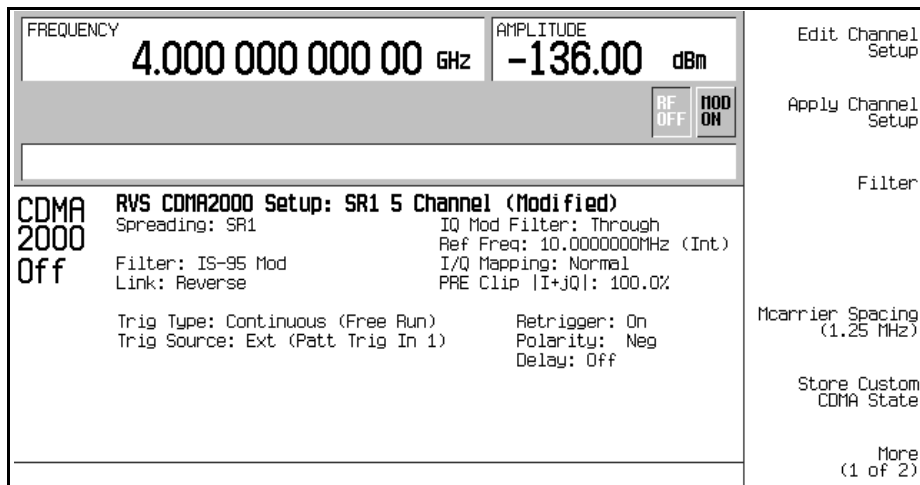 FREQUENCY
4.000 000 000 00 GHz
AMPLITUDE
-136.00 dBm
RF
OFF
MOD
ON
CDMA
2000
Off
RVS CDMA2000 Setup: SR1 5 Channel (Modified)
Spreading: SR1
IQ Mod Filter: Through
Ref Freq: 10.0000000MHz (Int)
Filter: IS-95 Mod
I/Q Mapping: Normal
Link: Reverse
PRE Clip |I+jQ|: 100.0%
Trig Type: Continuous (Free Run)
Retrigger: On
Trig Source: Ext (Patt Trig In 1)
Polarity: Neg
Delay: Off
Edit Channel
Setup
Apply Channel
Setup
Filter
Mcarrier Spacing
(1.25 MHz)
Store Custom
CDMA State
More
(1 of 2)